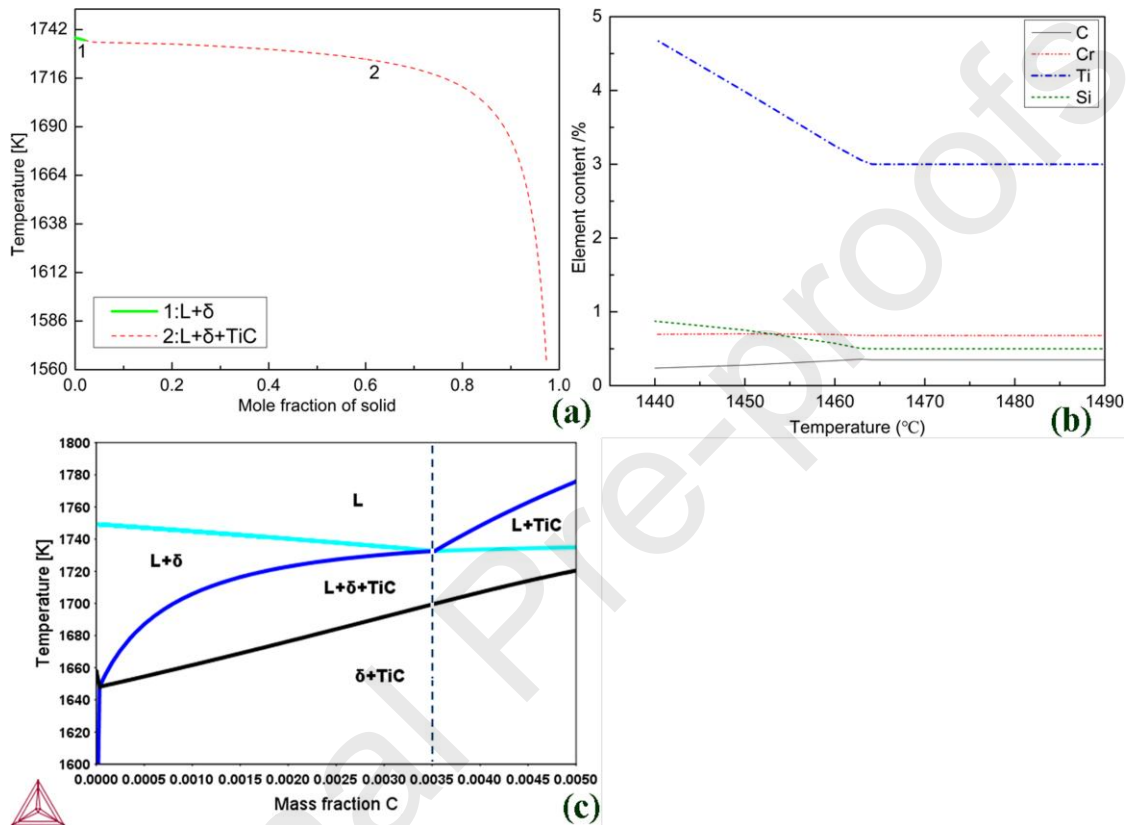 Temperature [K]
1742
1716
1690
1664
1638
1612
1586
1560
1
2
1:L+δ
2:L+δ+TiC
0.0 0.2 0.4 0.6 0.8 1.0
Mole fraction of solid
(a)
Element content /%
5
4
3
2
1
0
C
Cr
Ti
Si
1440 1450 1460 1470 1480 1490
Temperature (℃)
(b)
Temperature [K]
1800
1780
1760
1740
1720
1700
1680
1660
1640
1620
1600
L
L+TiC
L+δ
L+δ+TiC
δ+TiC
0.0000 0.0005 0.0010 0.0015 0.0020 0.0025 0.0030 0.0035 0.0040 0.0045 0.0050
Mass fraction C
(c)
al Pre-proofs